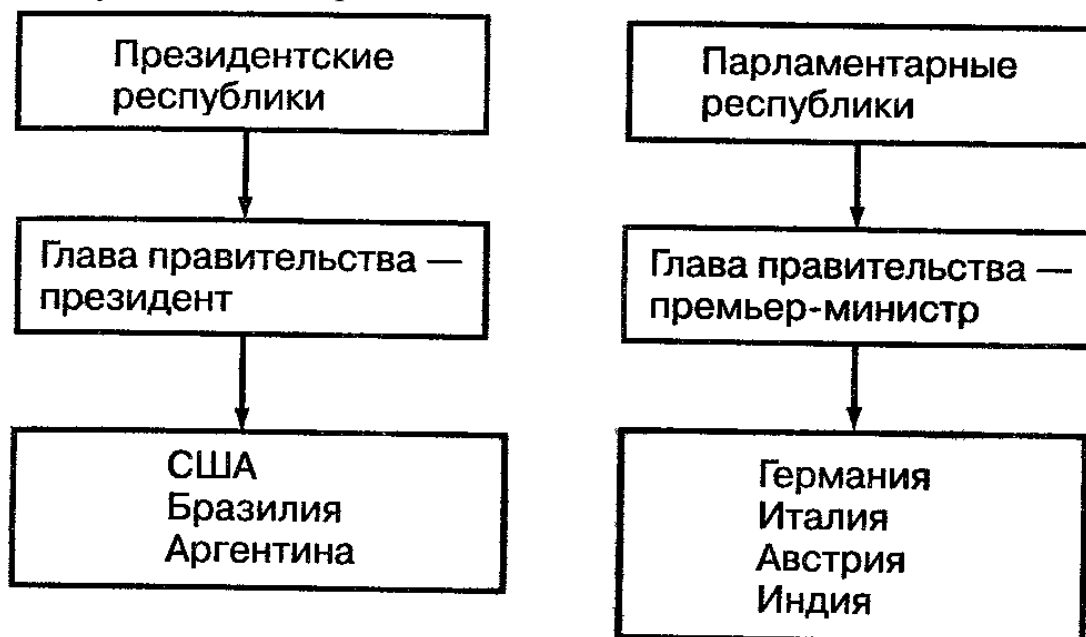 Президентские
республики
Глава правительства —
президент
США
Бразилия
Аргентина
Парламентарные
республики
Глава правительства —
премьер-министр
Германия
Италия
Австрия
Индия